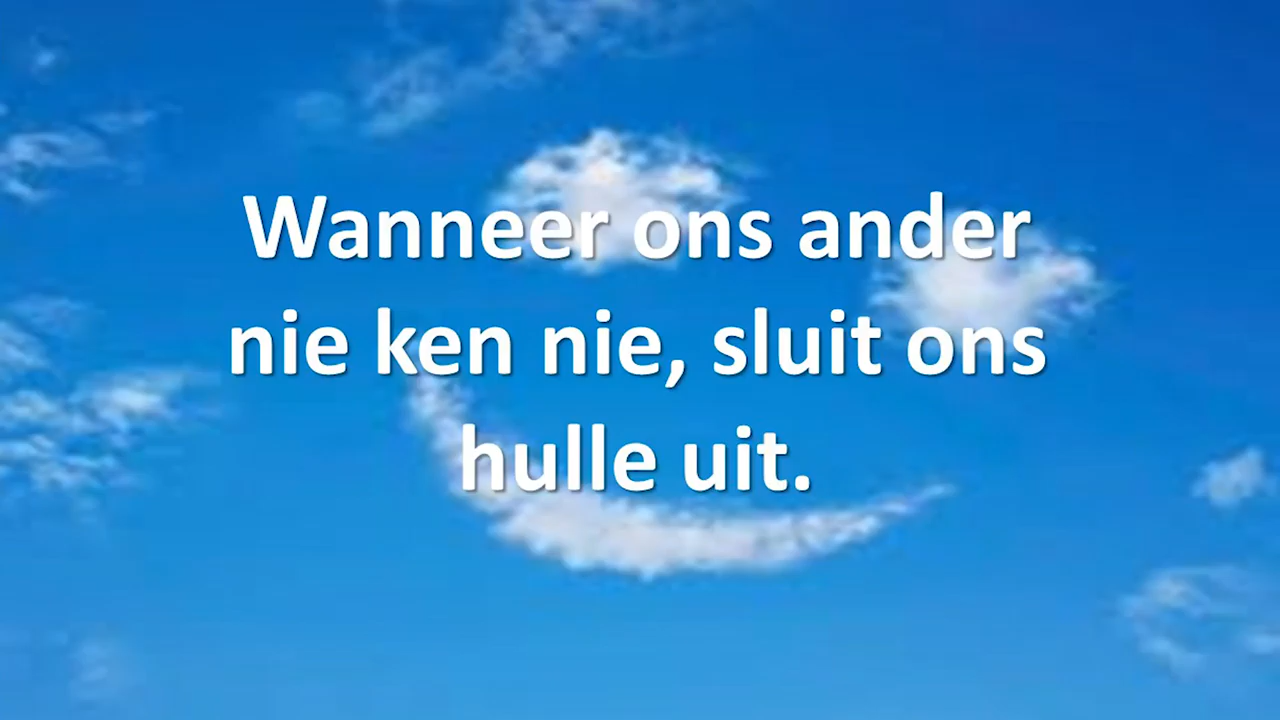 Wanneer ons ander
nie ken nie, sluit ons
hulle uit.